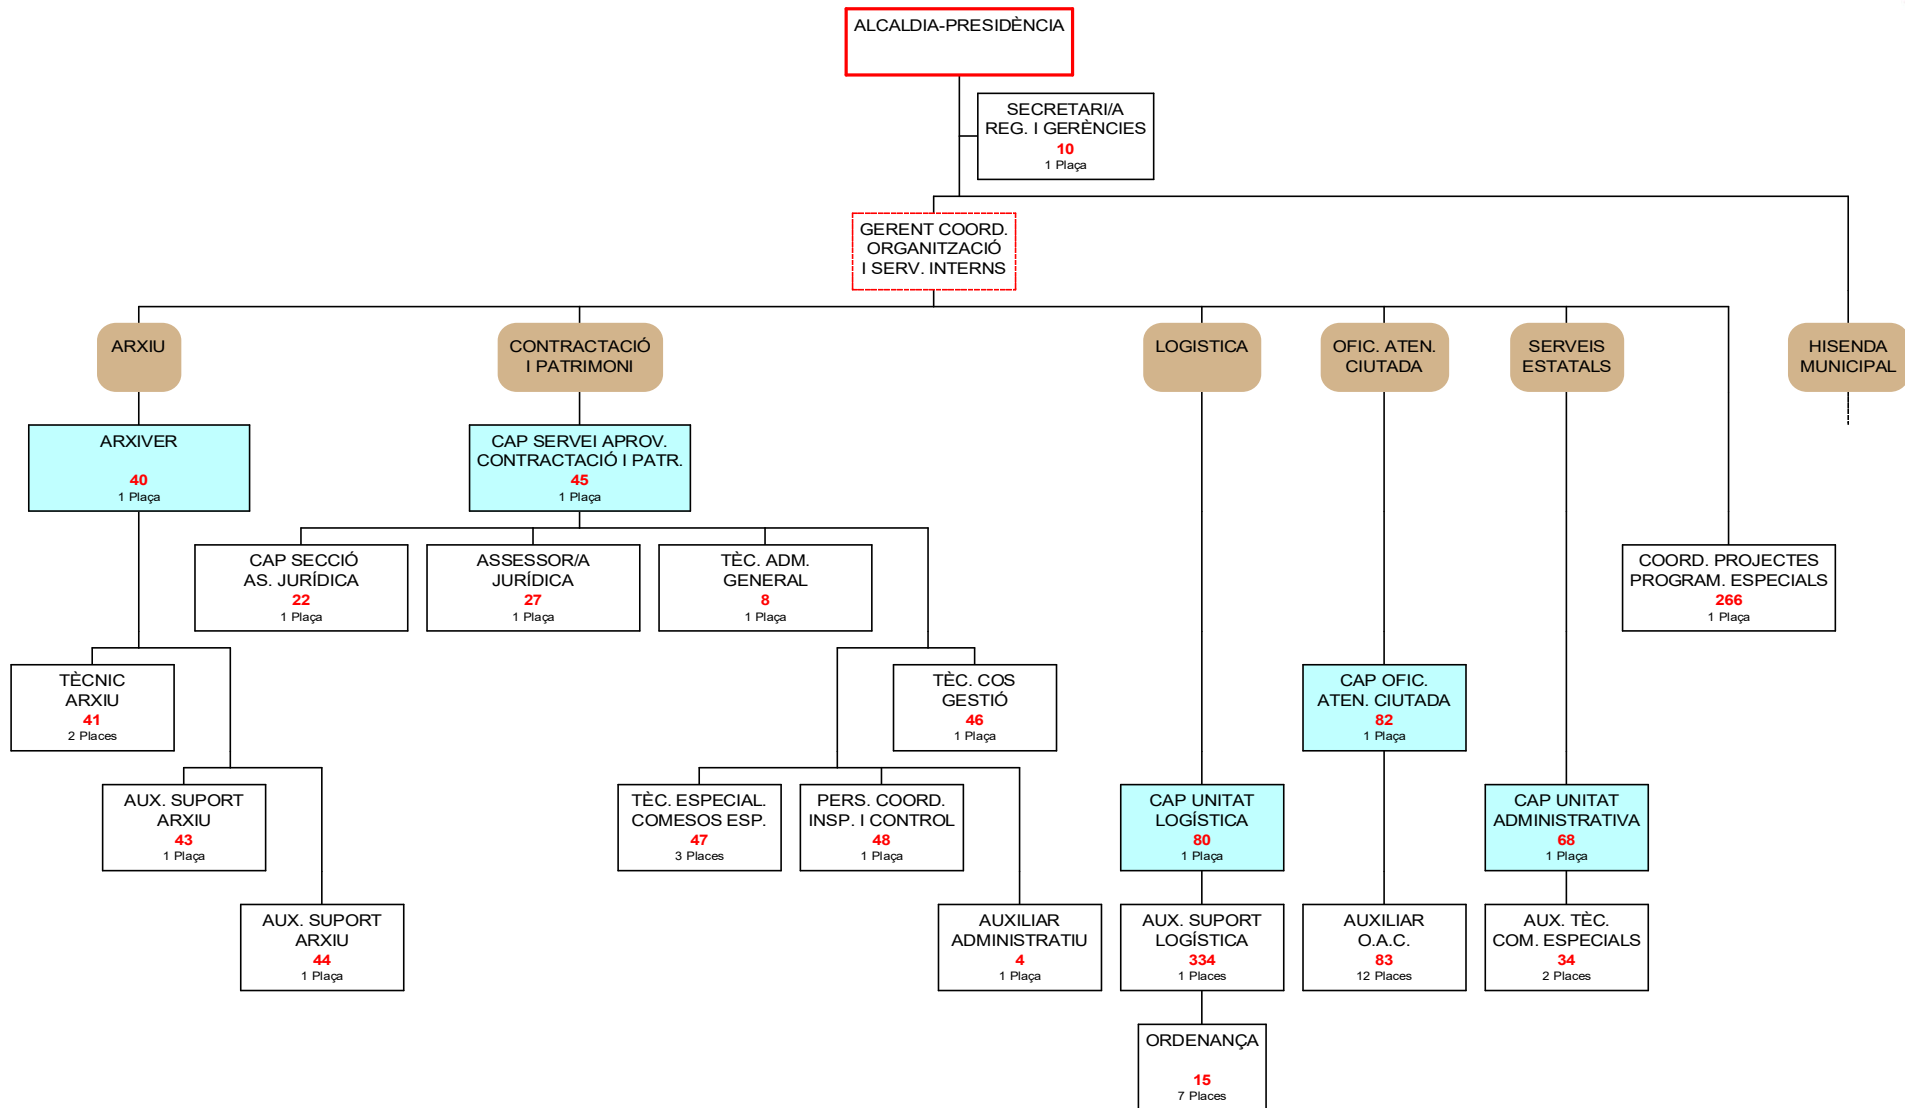 ALCALDIA-PRESIDÈNCIA
SECRETARI/A
REG. I GERÈNCIES
10
1 Plaça
GERENT COORD.
ORGANITZACIÓ
I SERV. INTERNS
ARXIU
CONTRACTACIÓ
I PATRIMONI
LOGISTICA
OFIC. ATEN.
CIUTADA
SERVEIS
ESTATALS
HISENDA
MUNICIPAL
ARXIVER
40
1 Plaça
CAP SERVEI APROV.
CONTRACTACIÓ I PATR.
45
1 Plaça
CAP SECCIÓ
AS. JURÍDICA
22
1 Plaça
ASSESSOR/A
JURÍDICA
27
1 Plaça
TÈC. ADM.
GENERAL
8
1 Plaça
COORD. PROJECTES
PROGRAM. ESPECIALS
266
1 Plaça
TÈCNIC
ARXIU
41
2 Places
TÈC. COS
GESTIÓ
46
1 Plaça
CAP OFIC.
ATEN. CIUTADA
82
1 Plaça
AUX. SUPORT
ARXIU
43
1 Plaça
TÈC. ESPECIAL.
COMESOS ESP.
47
3 Places
PERS. COORD.
INSP. I CONTROL
48
1 Plaça
CAP UNITAT
LOGÍSTICA
80
1 Plaça
CAP UNITAT
ADMINISTRATIVA
68
1 Plaça
AUX. SUPORT
ARXIU
44
1 Plaça
AUXILIAR
ADMINISTRATIU
4
1 Plaça
AUX. SUPORT
LOGÍSTICA
334
1 Places
AUXILIAR
O.A.C.
83
12 Places
AUX. TÈC.
COM. ESPECIALS
34
2 Places
ORDENANÇA
15
7 Places